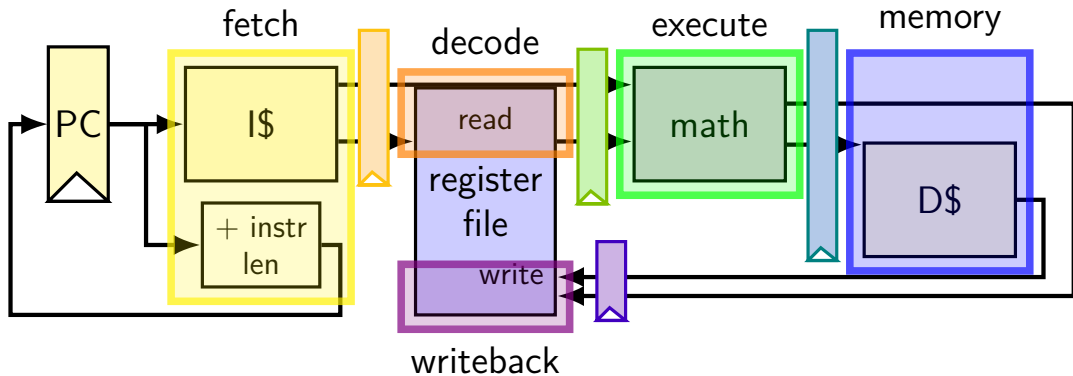 fetch
decode
execute
memory
PC
I$
read
math
register
file
D$
+ instr
len
write
writeback